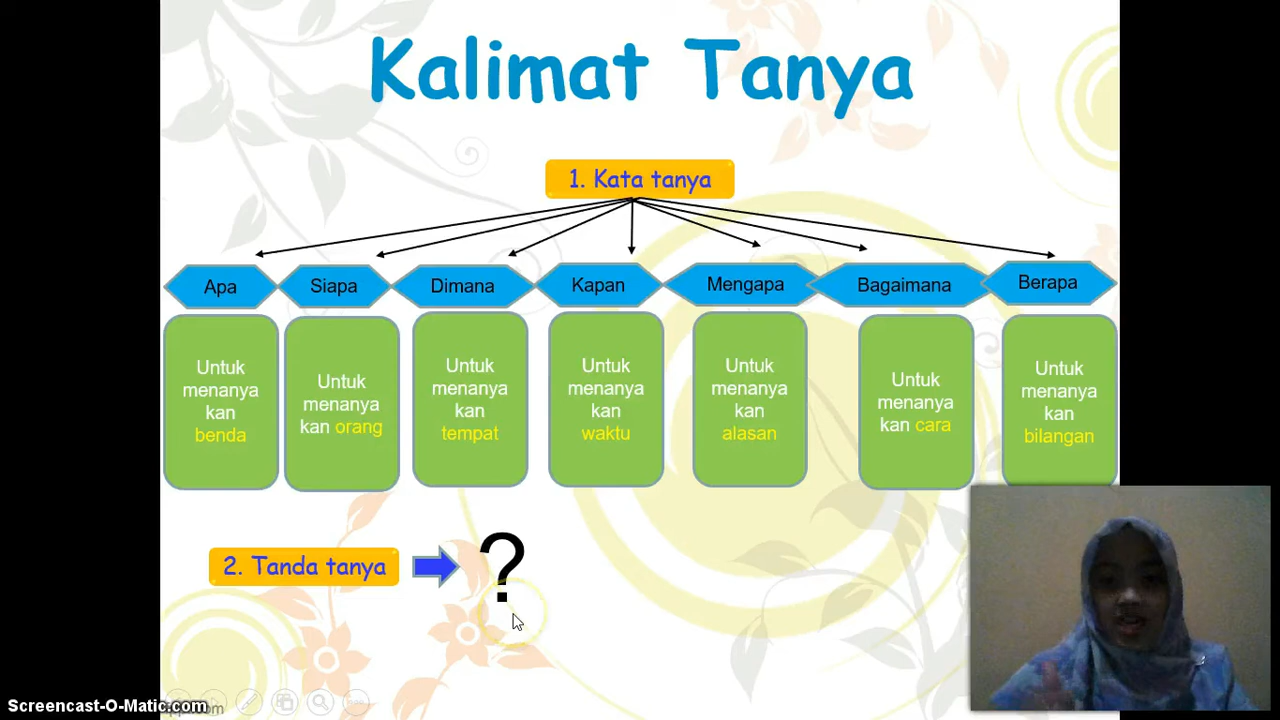 Kalimat Tanya
1. Kata tanya
Apa
Siapa
Dimana
Kapan
Mengapa
Bagaimana
Berapa
Untuk
menanya
kan
benda
Untuk
menanya
kan orang
Untuk
menanya
kan
tempat
Untuk
menanya
kan
waktu
Untuk
menanya
kan
alasan
Untuk
menanya
kan cara
Untuk
menanya
kan
bilangan
2. Tanda tanya
?
Screencast-O-Matic.com